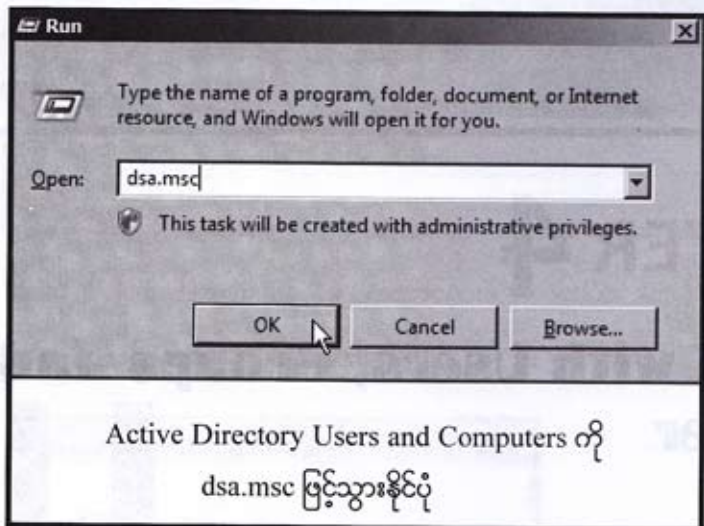 Run
Type the name of a program, folder, document, or Internet
resource, and Windows will open it for you.
Open: dsa.msc
This task will be created with administrative privileges.
OK Cancel Browse...
Active Directory Users and Computers ကို
dsa.msc ဖြင့်သွားနိုင်ပုံ